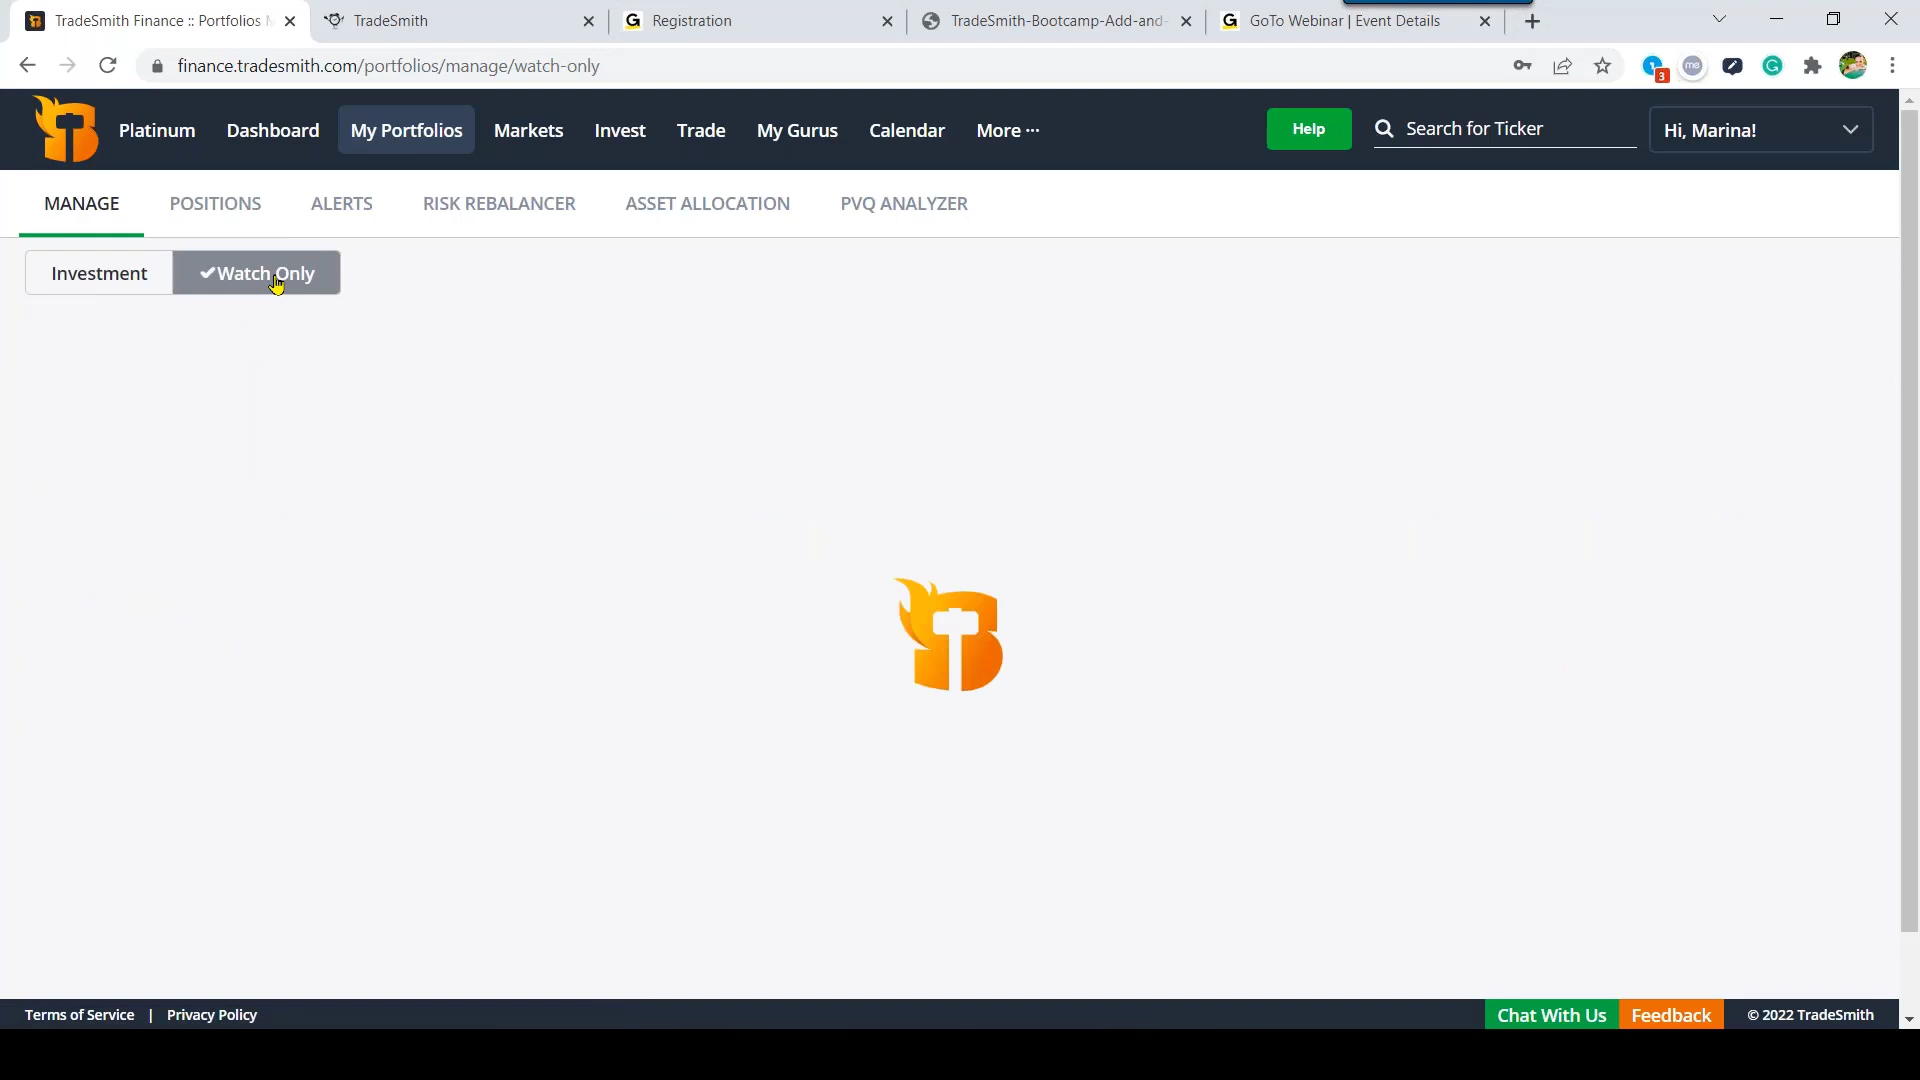 TradeSmith Finance :: Portfolios M
TradeSmith
Registration
TradeSmith-Bootcamp-Add-and-
GoTo Webinar | Event Details
finance.tradesmith.com/portfolios/manage/watch-only
3
me
Platinum
Dashboard
My Portfolios
Markets
Invest
Trade
My Gurus
Calendar
More ···
Help
Search for Ticker
Hi, Marina!
MANAGE
POSITIONS
ALERTS
RISK REBALANCER
ASSET ALLOCATION
PVQ ANALYZER
Investment
Watch Only
Terms of Service | Privacy Policy
Chat With Us
Feedback
© 2022 TradeSmith